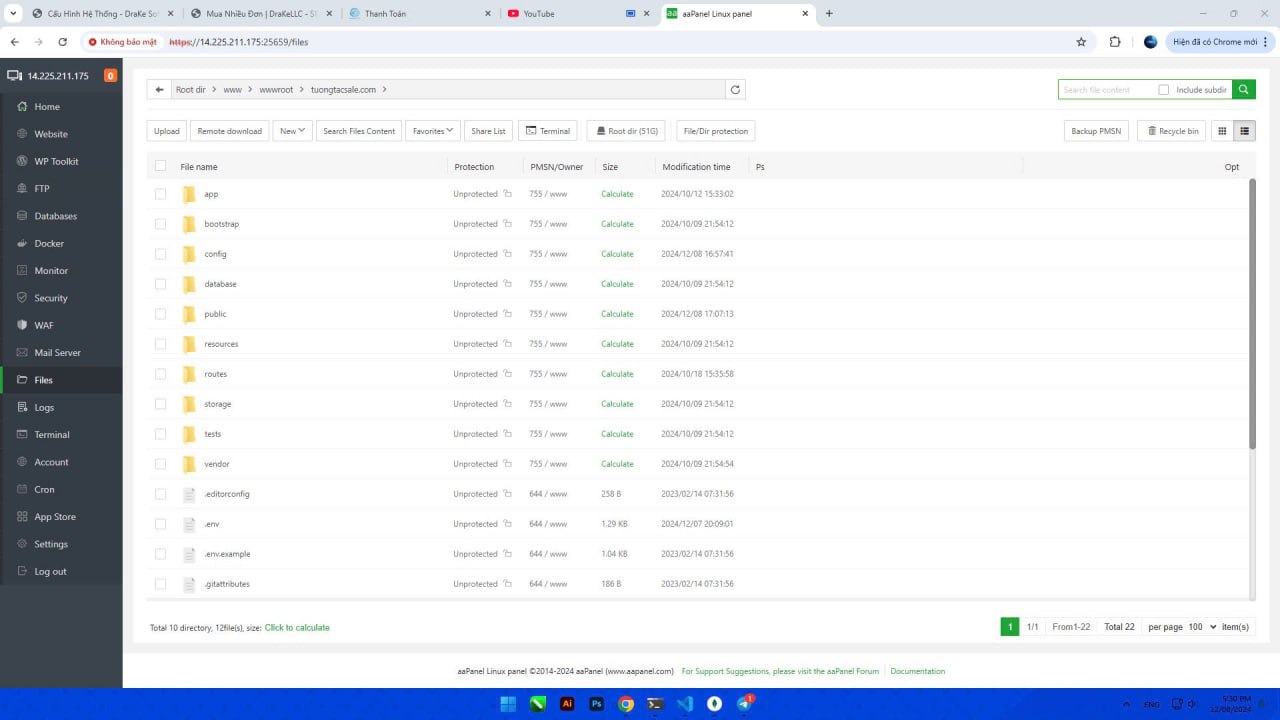 Cấu Hình Hệ Thống - DraKe So
Mua Nhiều Đơn | DraKeLLC - S
Thanh Toán
YouTube
aaPanel Linux panel
Không bảo mật
https://14.225.211.175:25659/files
Hiện đã có Chrome mới
14.225.211.175
0
Home
Website
WP Toolkit
FTP
Databases
Docker
Monitor
Security
WAF
Mail Server
Files
Logs
Terminal
Account
Cron
App Store
Settings
Log out
Root dir > www > wwwroot > tuongtacsale.com >
Search file content
Include subdir
Upload
Remote download
New
Search Files Content
Favorites
Share List
Terminal
Root dir (51G)
File/Dir protection
Backup PMSN
Recycle bin
File name Protection PMSN/Owner Size Modification time Ps Opt
app Unprotected 755 / www Calculate 2024/10/12 15:33:02
bootstrap Unprotected 755 / www Calculate 2024/10/09 21:54:12
config Unprotected 755 / www Calculate 2024/12/08 16:57:41
database Unprotected 755 / www Calculate 2024/10/09 21:54:12
public Unprotected 755 / www Calculate 2024/12/08 17:07:13
resources Unprotected 755 / www Calculate 2024/10/09 21:54:12
routes Unprotected 755 / www Calculate 2024/10/18 15:35:58
storage Unprotected 755 / www Calculate 2024/10/09 21:54:12
tests Unprotected 755 / www Calculate 2024/10/09 21:54:12
vendor Unprotected 755 / www Calculate 2024/10/09 21:54:54
.editorconfig Unprotected 644 / www 258 B 2023/02/14 07:31:56
.env Unprotected 644 / www 1.29 KB 2024/12/07 20:09:01
.env.example Unprotected 644 / www 1.04 KB 2023/02/14 07:31:56
.gitattributes Unprotected 644 / www 186 B 2023/02/14 07:31:56
Total 10 directory, 12file(s), size: Click to calculate
1 1/1 From1-22 Total 22 per page 100 item(s)
aaPanel Linux panel ©2014-2024 aaPanel (www.aapanel.com) For Support Suggestions, please visit the aaPanel Forum Documentation
Ai
Ps
1
ENG
5:30 PM
12/08/2024